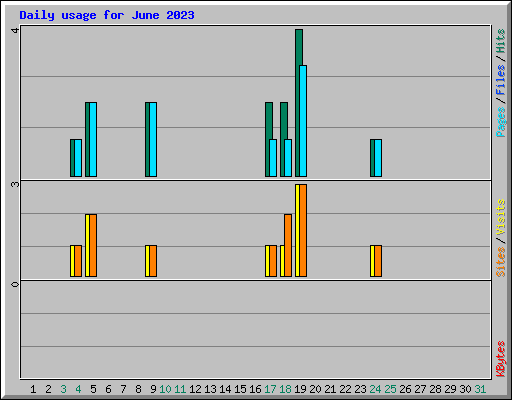 Daily usage for June 2023
4
3
0
Pages/Files/Hits
Sites/Visits
KBytes
1 2 3 4 5 6 7 8 9 10 11 12 13 14 15 16 17 18 19 20 21 22 23 24 25 26 27 28 29 30 31